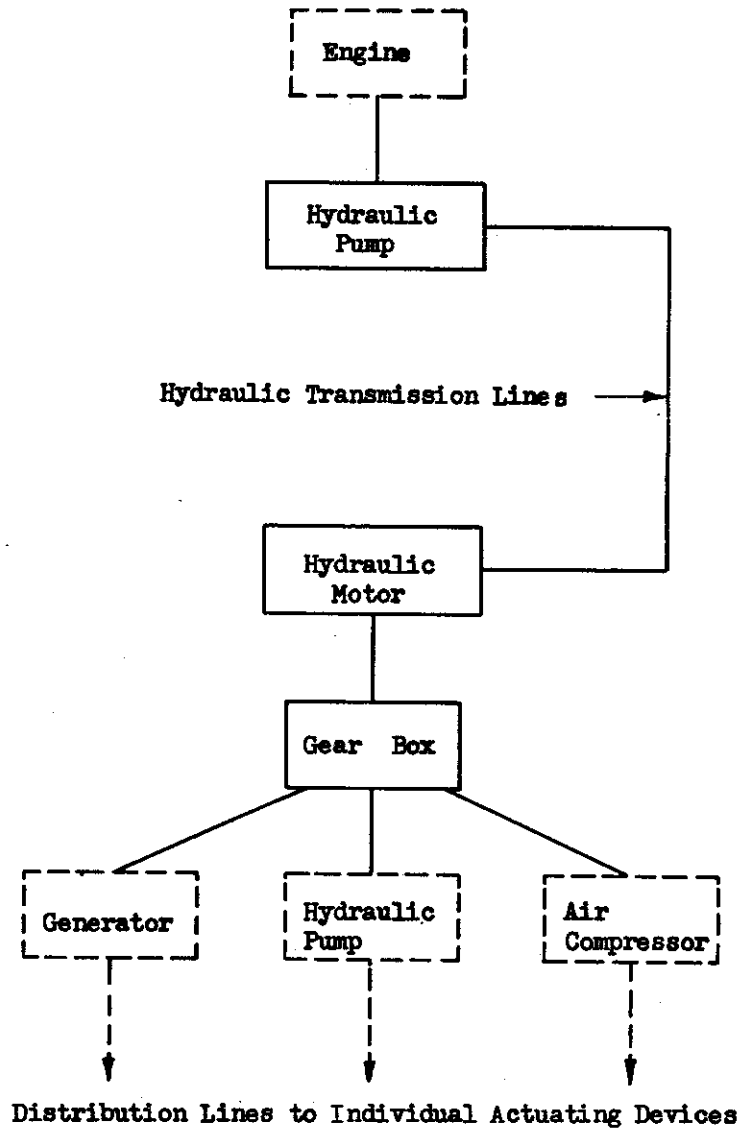 Engine
Hydraulic
Pump
Hydraulic Transmission Lines
Hydraulic
Motor
Gear Box
Generator
Hydraulic
Pump
Air
Compressor
Distribution Lines to Individual Actuating Devices